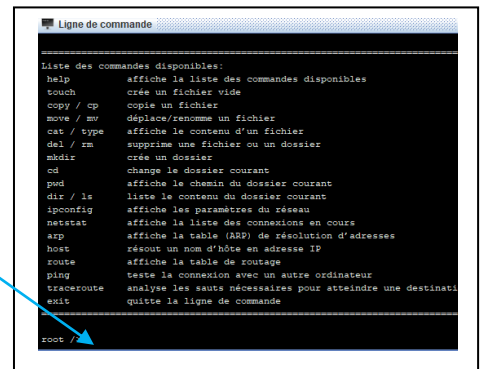 Ligne de commande
Liste des commandes disponibles:
help affiche la liste des commandes disponibles
touch crée un fichier vide
copy / cp copie un fichier
move / mv déplace/renomme un fichier
cat / type affiche le contenu d'un fichier
del / rm supprime une fichier ou un dossier
mkdir crée un dossier
cd change le dossier courant
pwd affiche le chemin du dossier courant
dir / ls liste le contenu du dossier courant
ipconfig affiche les paramètres du réseau
netstat affiche la liste des connexions en cours
arp affiche la table (ARP) de résolution d'adresses
host résout un nom d'hôte en adresse IP
route affiche la table de routage
ping teste la connexion avec un autre ordinateur
traceroute analyse les sauts nécessaires pour atteindre une destinati
exit quitte la ligne de commande
root />